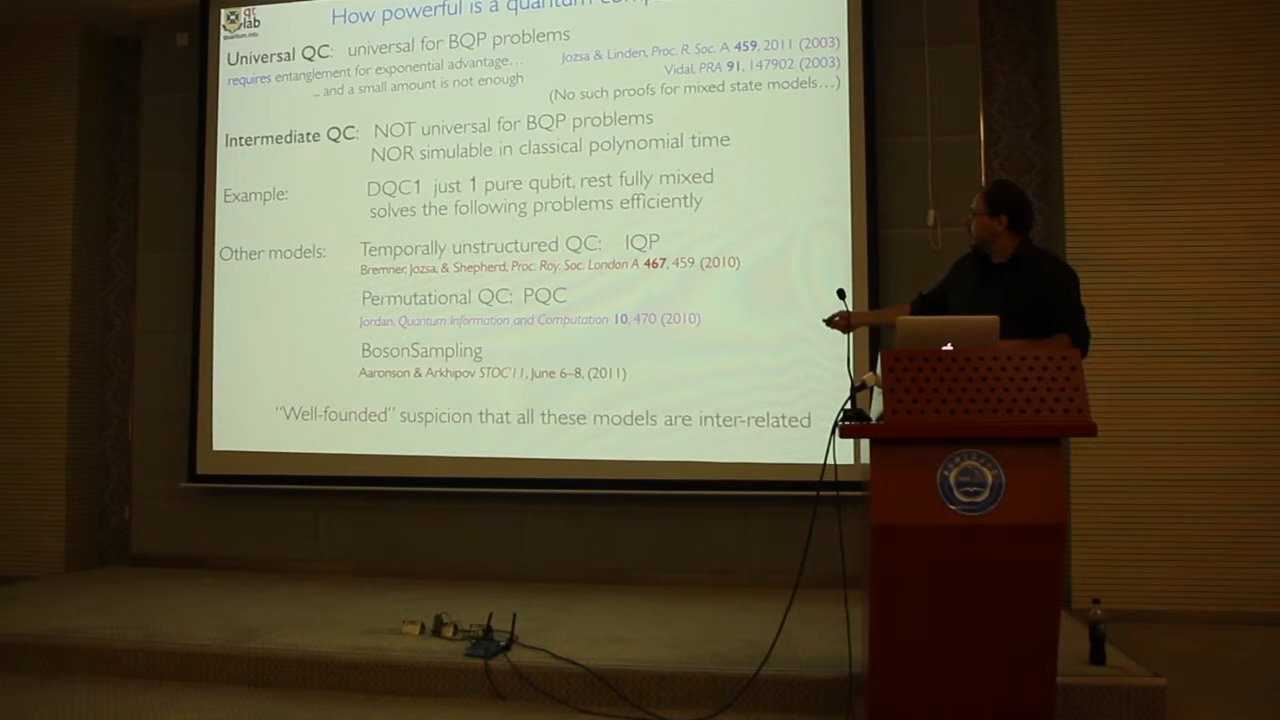 qt
lab
quantum.info
How powerful is a quantum
Universal QC: universal for BQP problems
requires entanglement for exponential advantage…
... and a small amount is not enough
Jozsa & Linden, Proc. R. Soc. A 459, 2011 (2003)
Vidal, PRA 91, 147902 (2003)
(No such proofs for mixed state models…)
Intermediate QC: NOT universal for BQP problems
NOR simulable in classical polynomial time
Example: DQC1 just 1 pure qubit, rest fully mixed
solves the following problems efficiently
Other models: Temporally unstructured QC: IQP
Bremner, Jozsa, & Shepherd, Proc. Roy. Soc. London A 467, 459 (2010)
Permutational QC: PQC
Jordan, Quantum Information and Computation 10, 470 (2010)
BosonSampling
Aaronson & Arkhipov STOC'11, June 6–8, (2011)
"Well-founded" suspicion that all these models are inter-related